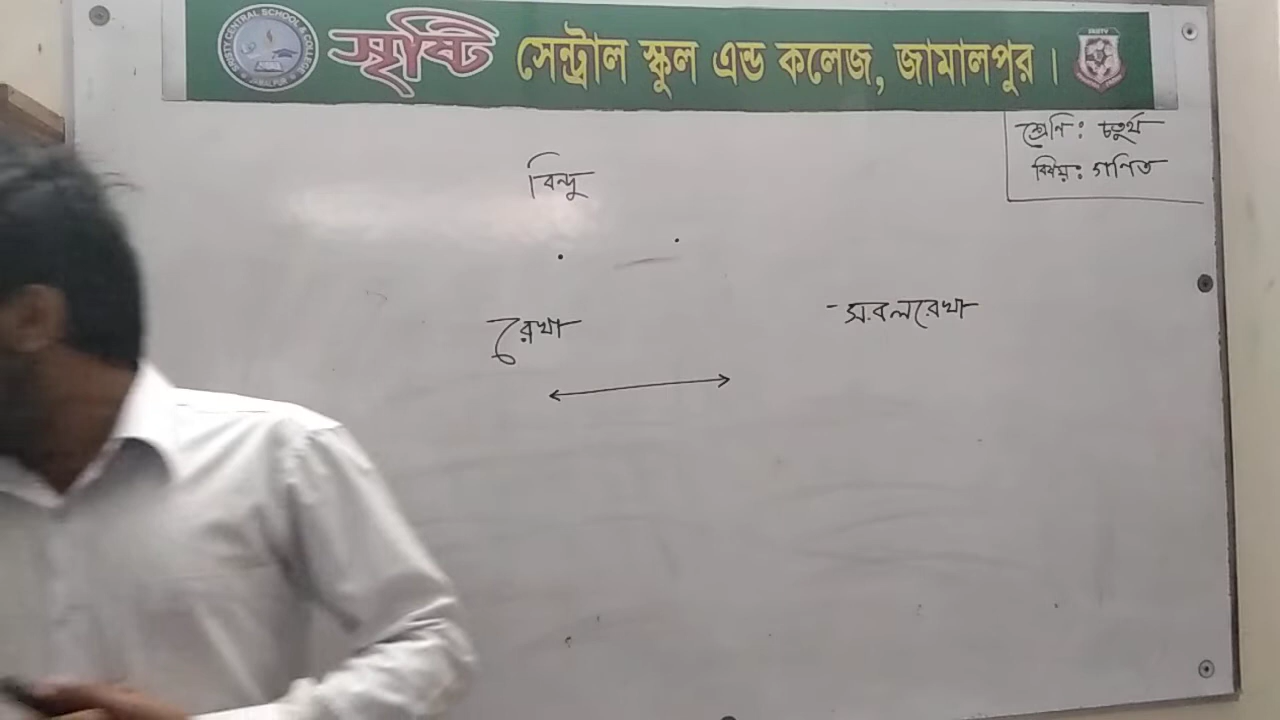 সৃষ্টি সেন্ট্রাল স্কুল এন্ড কলেজ, জামালপুর।
শ্রেণি: চতুর্থ
বিষয়: গণিত
বিন্দু
রেখা
- সরলরেখা